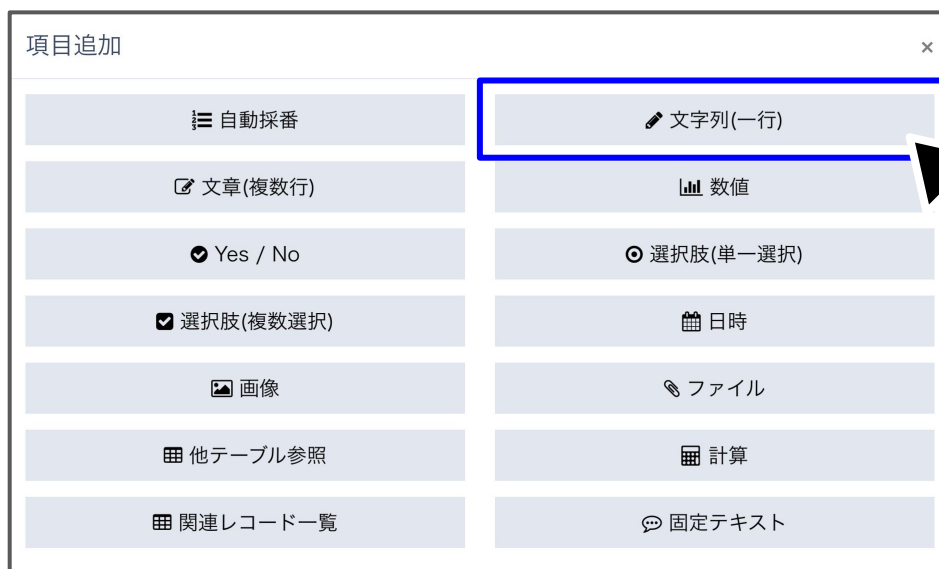 項目追加 ×
自動採番 文字列(一行)
文章(複数行) 数値
Yes / No 選択肢(単一選択)
選択肢(複数選択) 日時
画像 ファイル
他テーブル参照 計算
関連レコード一覧 固定テキスト